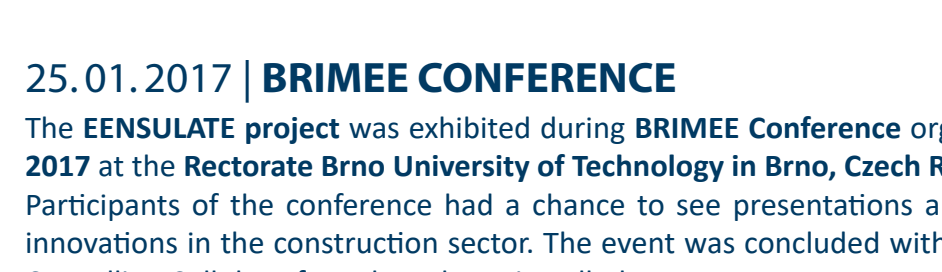 25.01.2017 | BRIMEE CONFERENCE
The EENSULATE project was exhibited during BRIMEE Conference
2017 at the Rectorate Brno University of Technology in Brno, Czech
Participants of the conference had a chance to see presentations
innovations in the construction sector. The event was concluded with